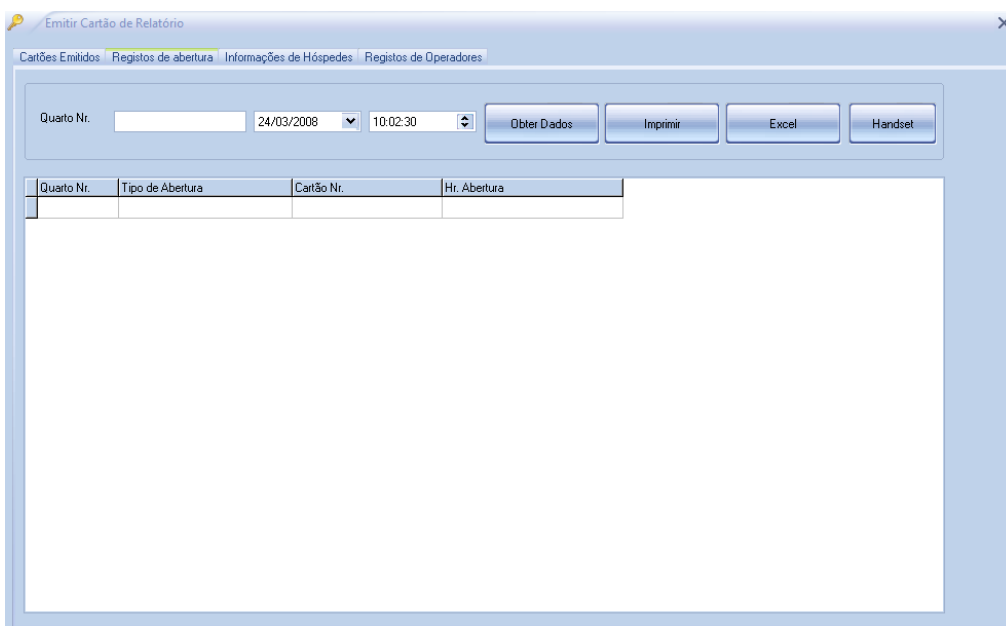 Emitir Cartão de Relatório
Cartões Emitidos Registos de abertura Informações de Hóspedes Registos de Operadores
Quarto Nr. 24/03/2008 10:02:30 Obter Dados Imprimir Excel Handset
Quarto Nr. Tipo de Abertura Cartão Nr. Hr. Abertura